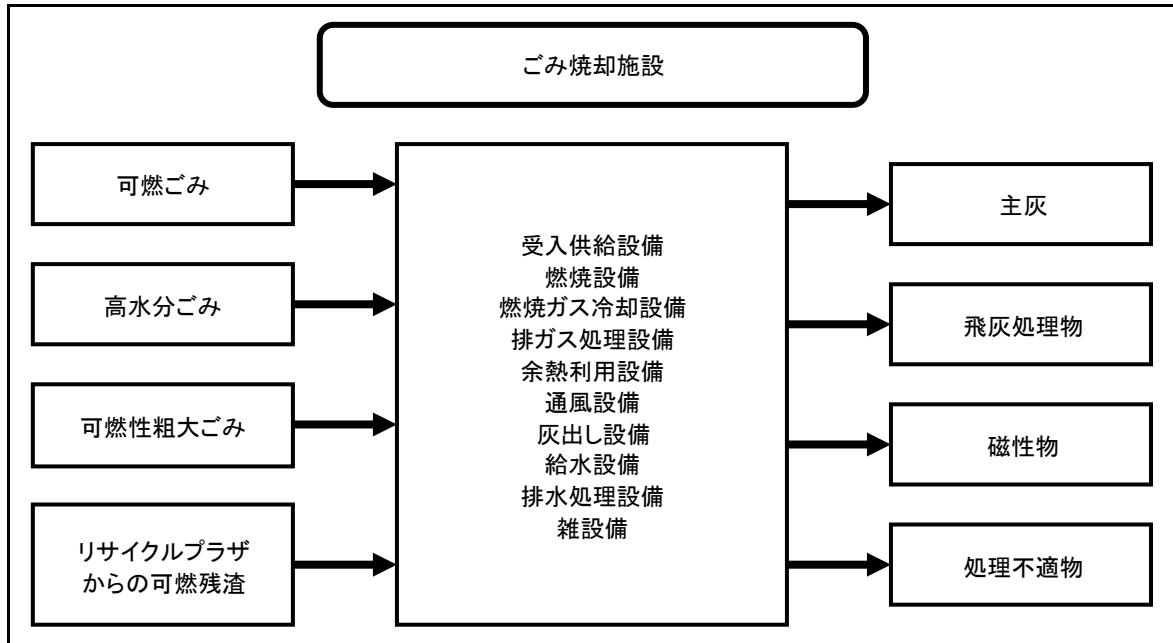 ごみ焼却施設
可燃ごみ
高水分ごみ
可燃性粗大ごみ
リサイクルプラザ
からの可燃残渣
受入供給設備
燃焼設備
燃焼ガス冷却設備
排ガス処理設備
余熱利用設備
通風設備
灰出し設備
給水設備
排水処理設備
雑設備
主灰
飛灰処理物
磁性物
処理不適物